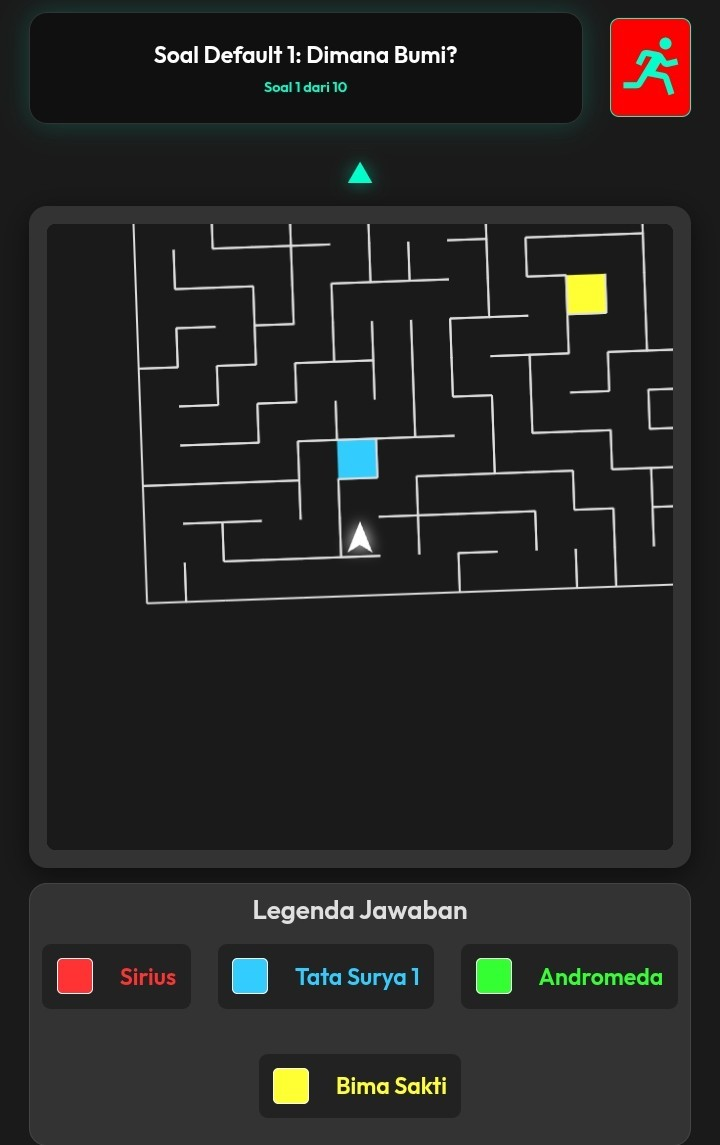 Soal Default 1: Dimana Bumi?
Soal 1 dari 10
Legenda Jawaban
Sirius
Tata Surya 1
Andromeda
Bima Sakti